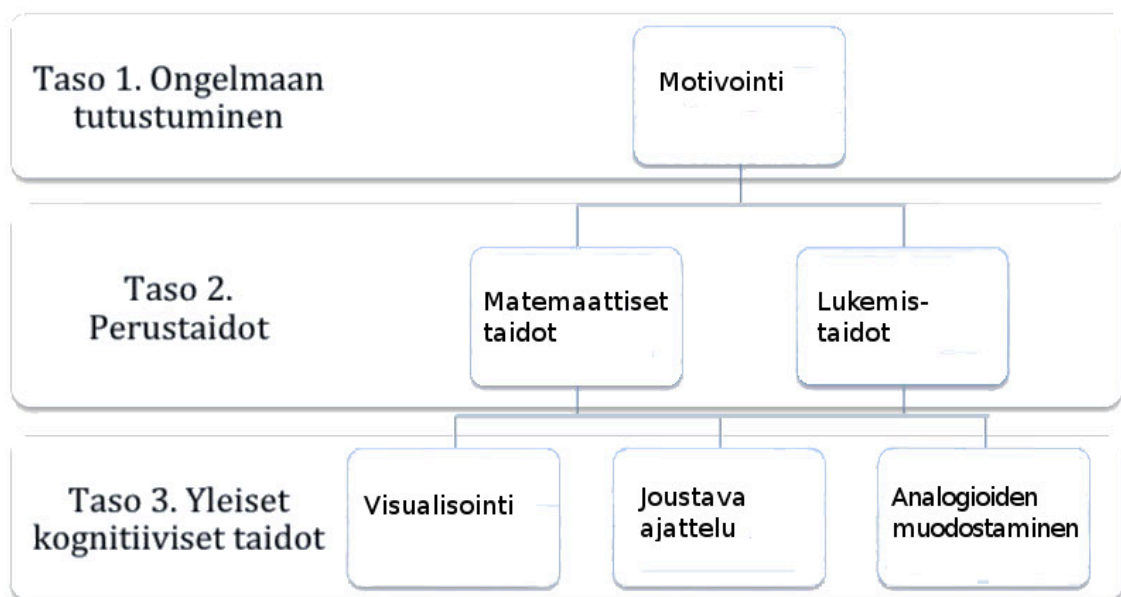 Taso 1. Ongelmaan
tutustuminen
Motivointi
Taso 2.
Perustaidot
Matemaattiset
taidot
Lukemis-
taidot
Taso 3. Yleiset
kognitiiviset taidot
Visualisointi
Joustava
ajattelu
Analogioiden
muodostaminen